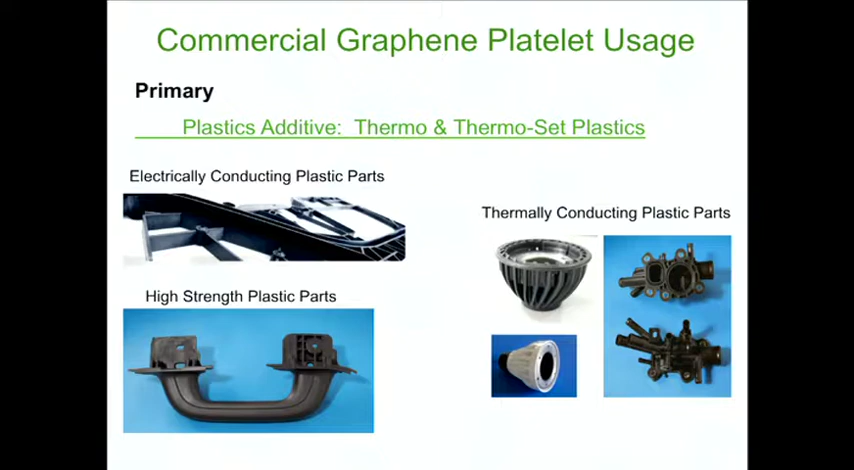 Commercial Graphene Platelet Usage
Primary
Plastics Additive: Thermo & Thermo-Set Plastics
Electrically Conducting Plastic Parts
Thermally Conducting Plastic Parts
High Strength Plastic Parts